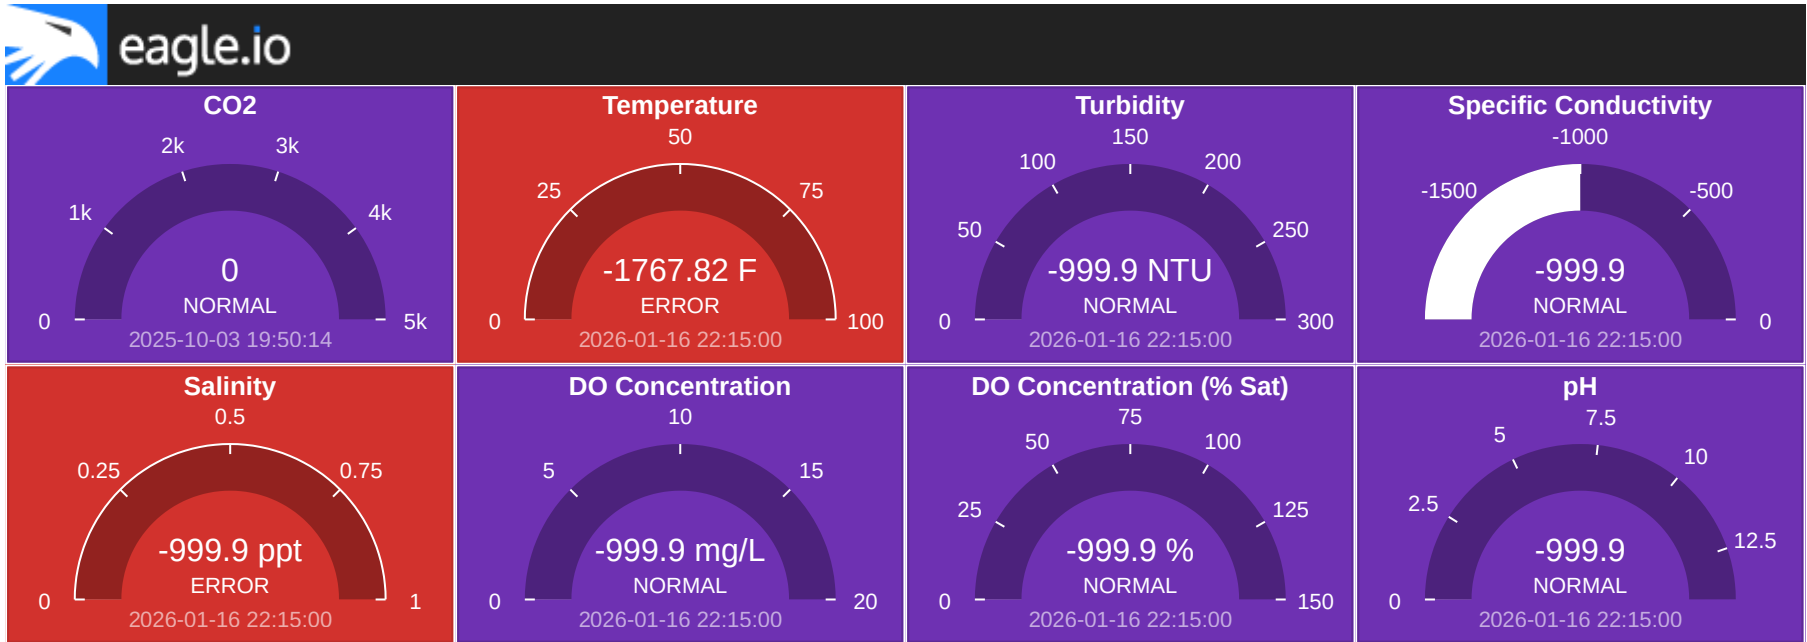 eagle.io
CO2
2k
3k
1k
4k
0
NORMAL
0
5k
2025-10-03 19:50:14
Temperature
50
25
75
-1767.82 F
ERROR
0
100
2026-01-16 22:15:00
Turbidity
150
100
200
50
250
-999.9 NTU
NORMAL
0
300
2026-01-16 22:15:00
Specific Conductivity
-1000
-1500
-500
-999.9
NORMAL
0
2026-01-16 22:15:00
Salinity
0.5
0.25
0.75
-999.9 ppt
ERROR
0
1
2026-01-16 22:15:00
DO Concentration
10
5
15
-999.9 mg/L
NORMAL
0
20
2026-01-16 22:15:00
DO Concentration (% Sat)
75
50
100
25
125
-999.9 %
NORMAL
0
150
2026-01-16 22:15:00
pH
7.5
5
10
2.5
12.5
-999.9
NORMAL
0
2026-01-16 22:15:00